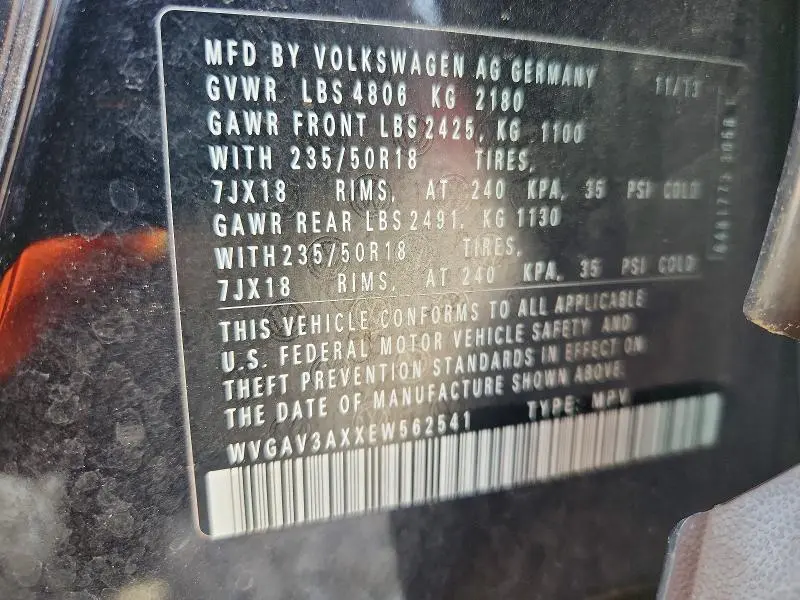 MFD BY VOLKSWAGEN AG GERMANY 11/13
GVWR LBS 4806 KG 2180
GAWR FRONT LBS 2425, KG 1100
WITH 235/50R18 TIRES,
7JX18 RIMS, AT 240 KPA, 35 PSI COLD
GAWR REAR LBS 2491, KG 1130
WITH 235/50R18 TIRES,
7JX18 RIMS, AT 240 KPA, 35 PSI COLD
THIS VEHICLE CONFORMS TO ALL APPLICABLE
U.S. FEDERAL MOTOR VEHICLE SAFETY AND
THEFT PREVENTION STANDARDS IN EFFECT ON
THE DATE OF MANUFACTURE SHOWN ABOVE.
WVGAV3AXXEW562541 TYPE: MPV